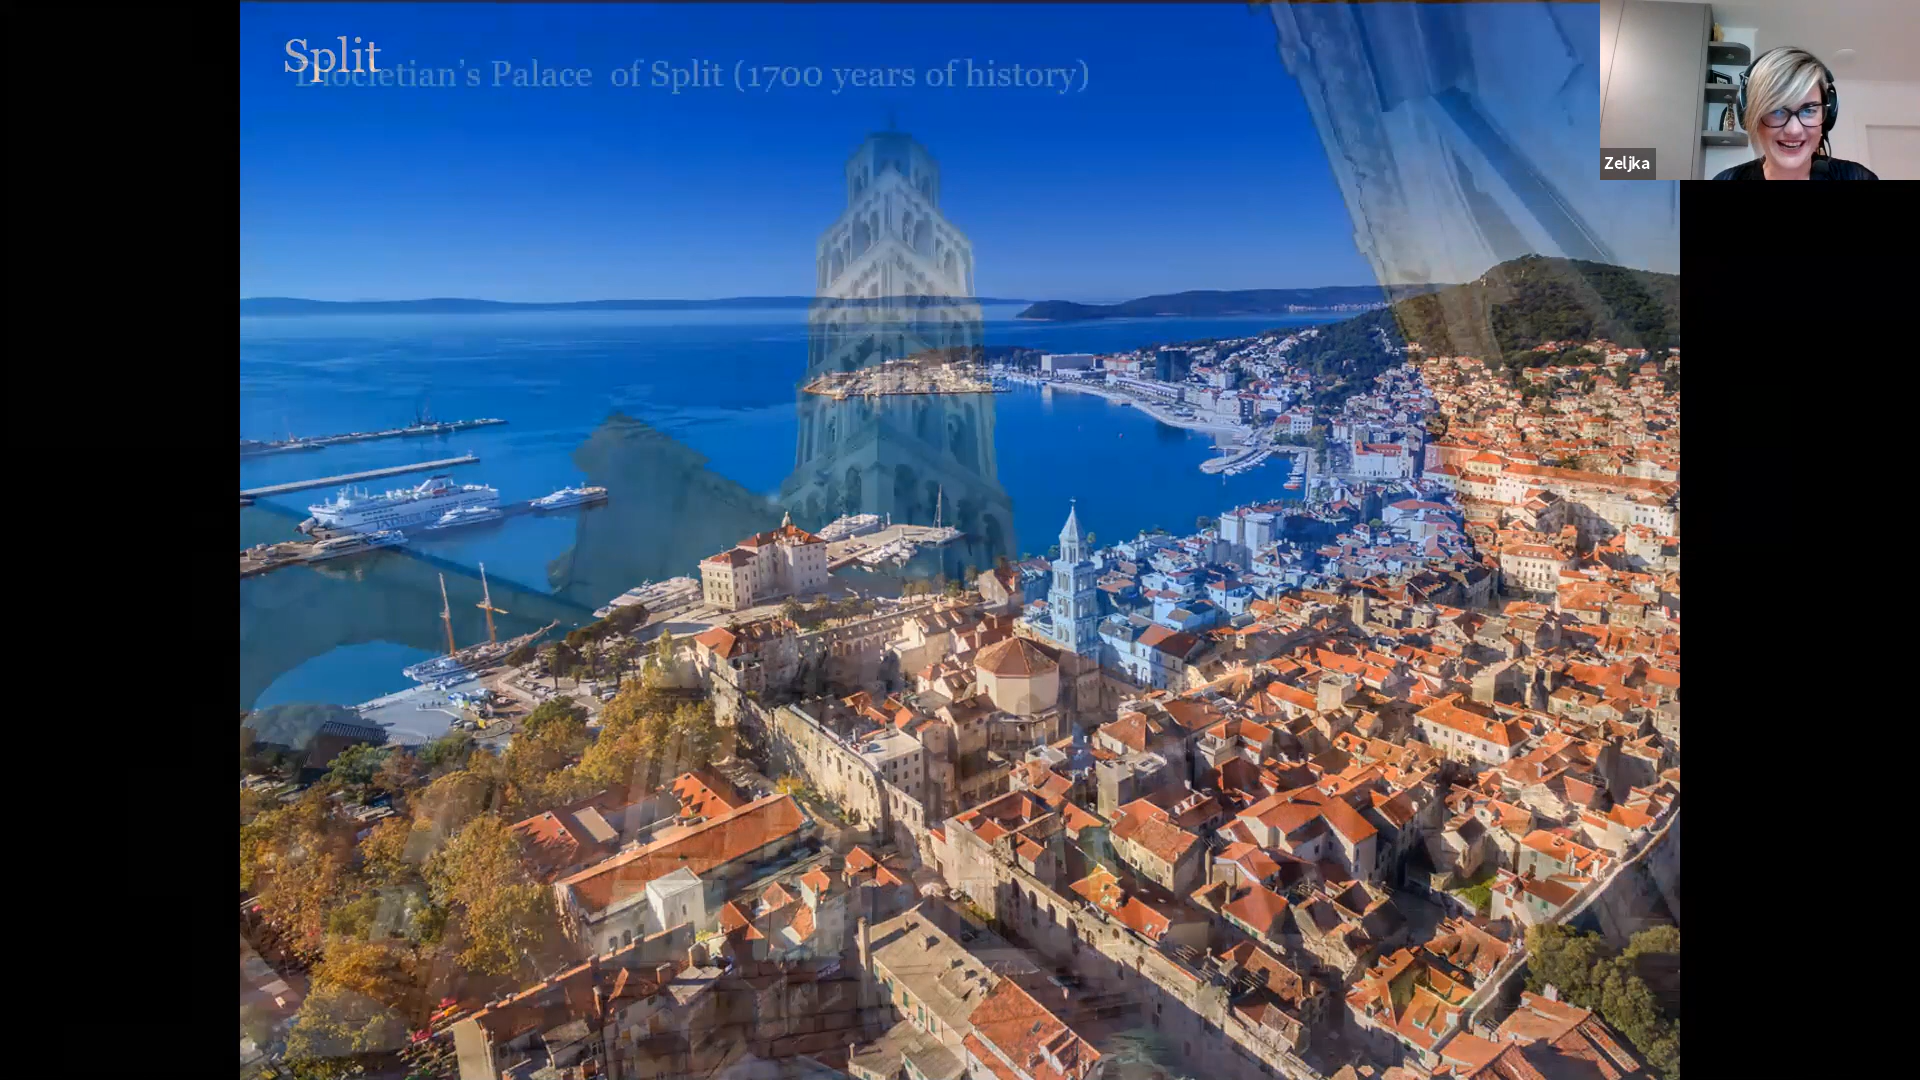 Split
Diocletian's Palace of Split (1700 years of history)
Zeljka